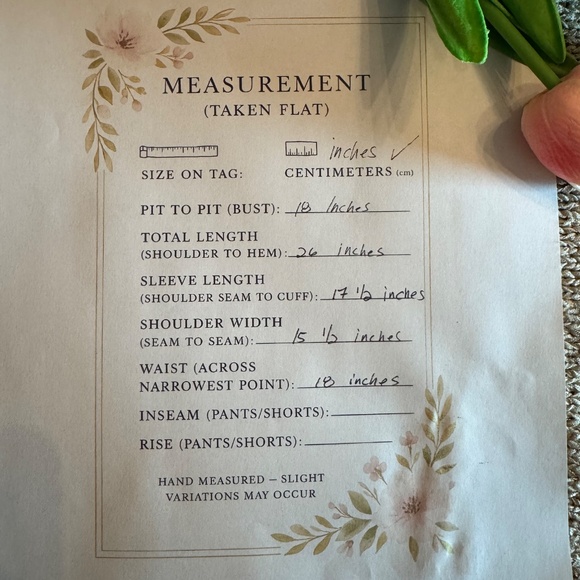 MEASUREMENT
(TAKEN FLAT)
inches ✓
SIZE ON TAG: CENTIMETERS (cm)
PIT TO PIT (BUST): 18 Inches
TOTAL LENGTH
(SHOULDER TO HEM): 26 inches
SLEEVE LENGTH
(SHOULDER SEAM TO CUFF): 17 1/2 inches
SHOULDER WIDTH
(SEAM TO SEAM): 15 1/2 inches
WAIST (ACROSS
NARROWEST POINT): 18 inches
INSEAM (PANTS/SHORTS):
RISE (PANTS/SHORTS):
HAND MEASURED – SLIGHT
VARIATIONS MAY OCCUR